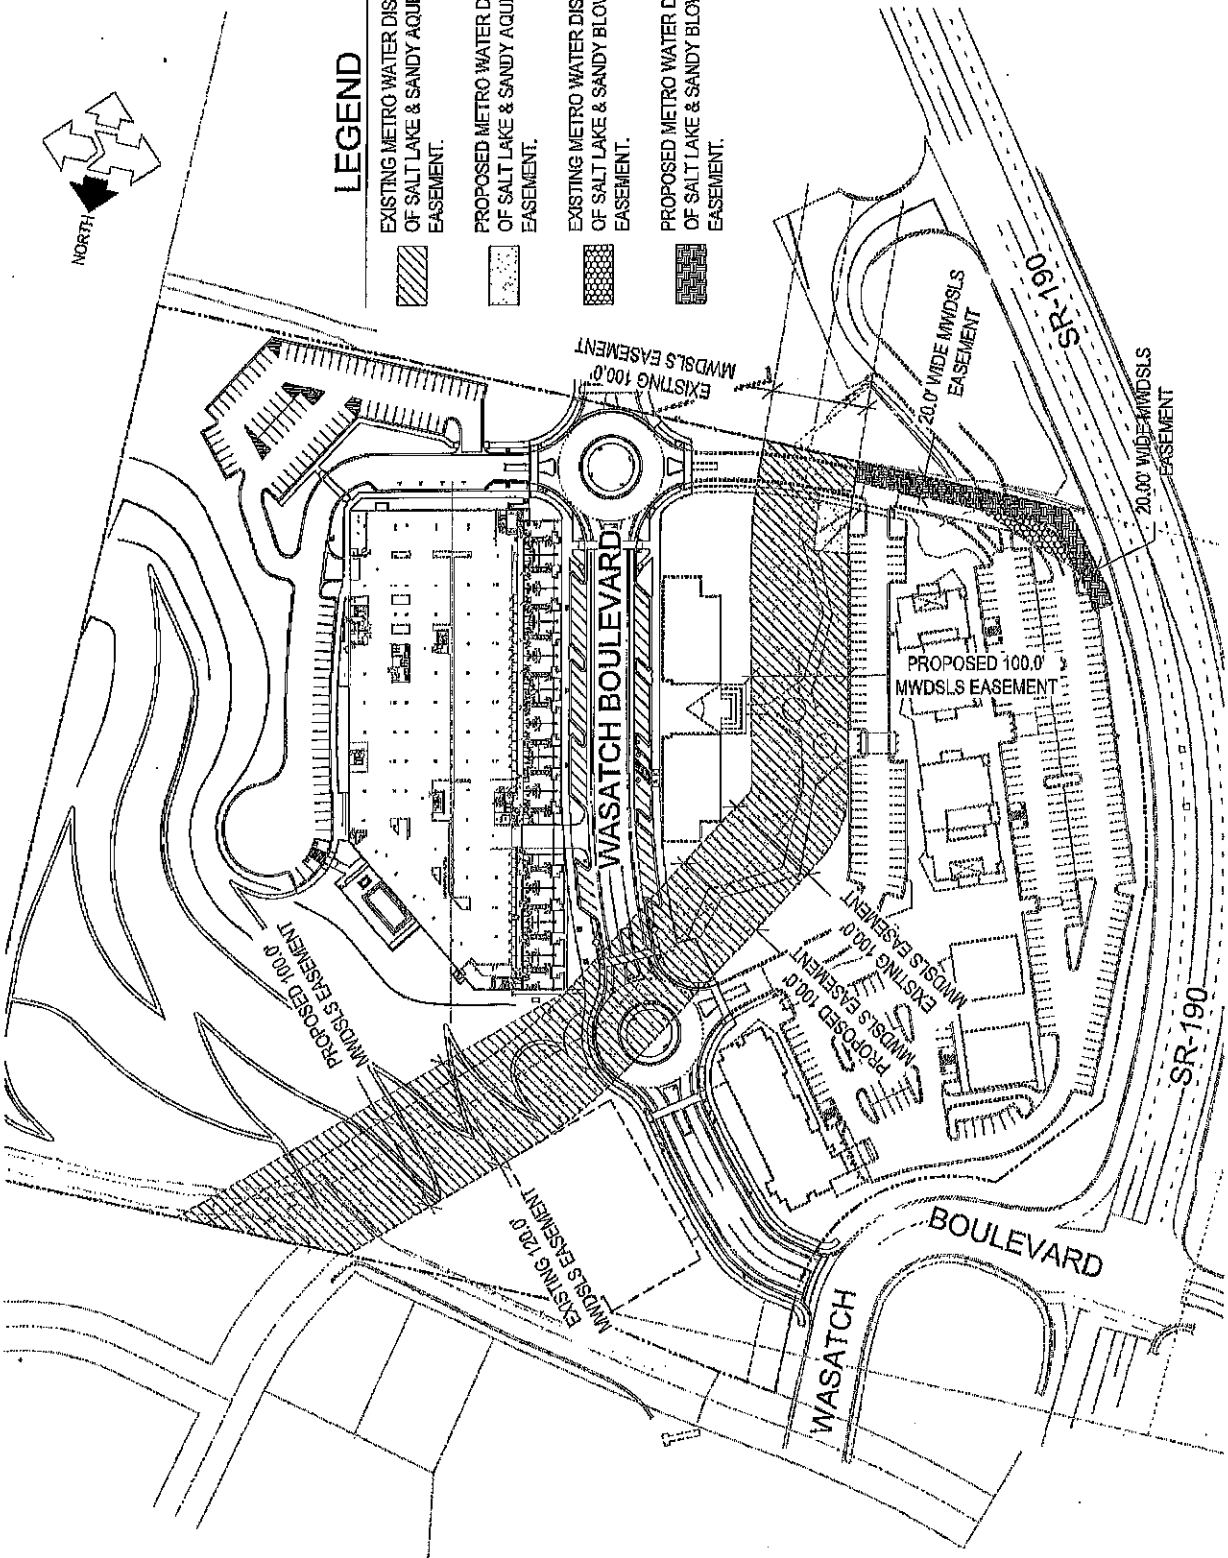 NORTH
LEGEND
EXISTING METRO WATER DIS
OF SALT LAKE & SANDY AQUE
EASEMENT.
PROPOSED METRO WATER D
OF SALT LAKE & SANDY AQU
EASEMENT.
EXISTING METRO WATER DIS
OF SALT LAKE & SANDY BLOW
EASEMENT.
PROPOSED METRO WATER D
OF SALT LAKE & SANDY BLOW
EASEMENT.
EXISTING 100.0'
MWDSLS EASEMENT
20.0' WIDE MWDSLS
EASEMENT
SR-190
20.00' WIDE MWDSLS
EASEMENT
WASATCH BOULEVARD
PROPOSED 100.0'
MWDSLS EASEMENT
PROPOSED 100.0'
MWDSLS EASEMENT
EXISTING 100.0'
MWDSLS EASEMENT
PROPOSED 100.0'
MWDSLS EASEMENT
EXISTING 120.0'
MWDSLS EASEMENT
SR-190
WASATCH
BOULEVARD